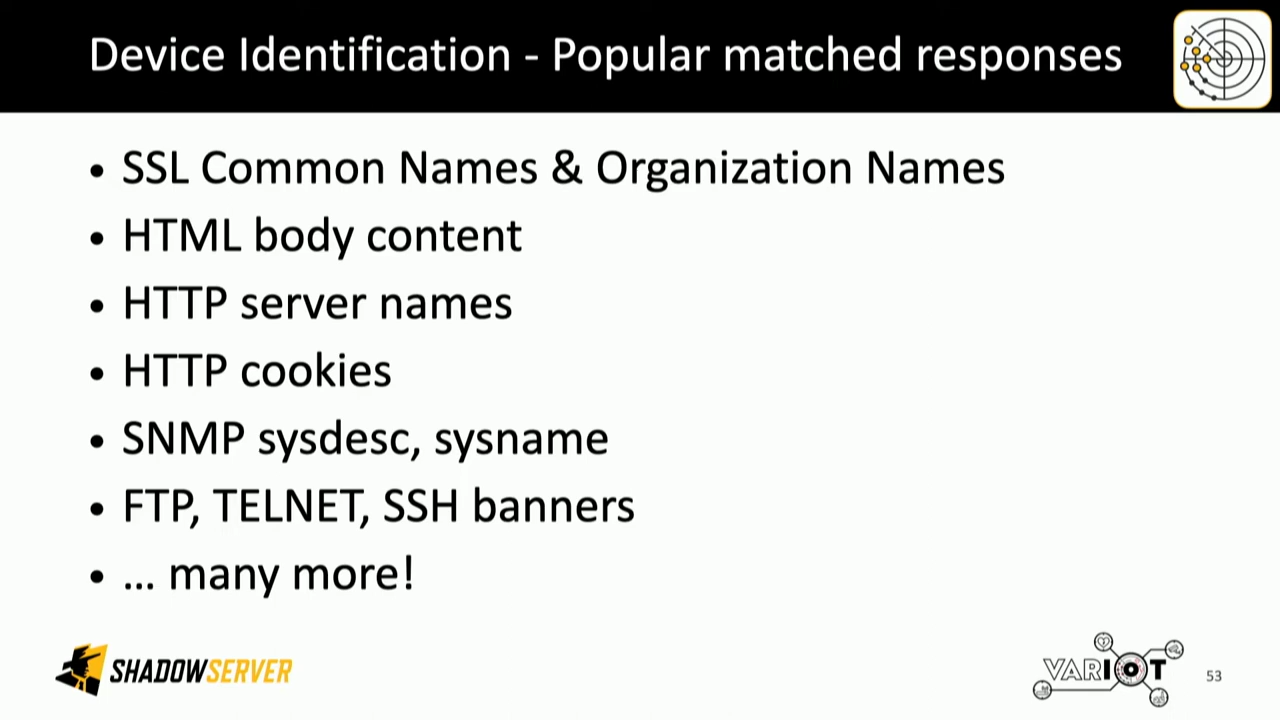 Device Identification - Popular matched responses
• SSL Common Names & Organization Names
• HTML body content
• HTTP server names
• HTTP cookies
• SNMP sysdesc, sysname
• FTP, TELNET, SSH banners
• ... many more!
SHADOWSERVER
VARIOT
53